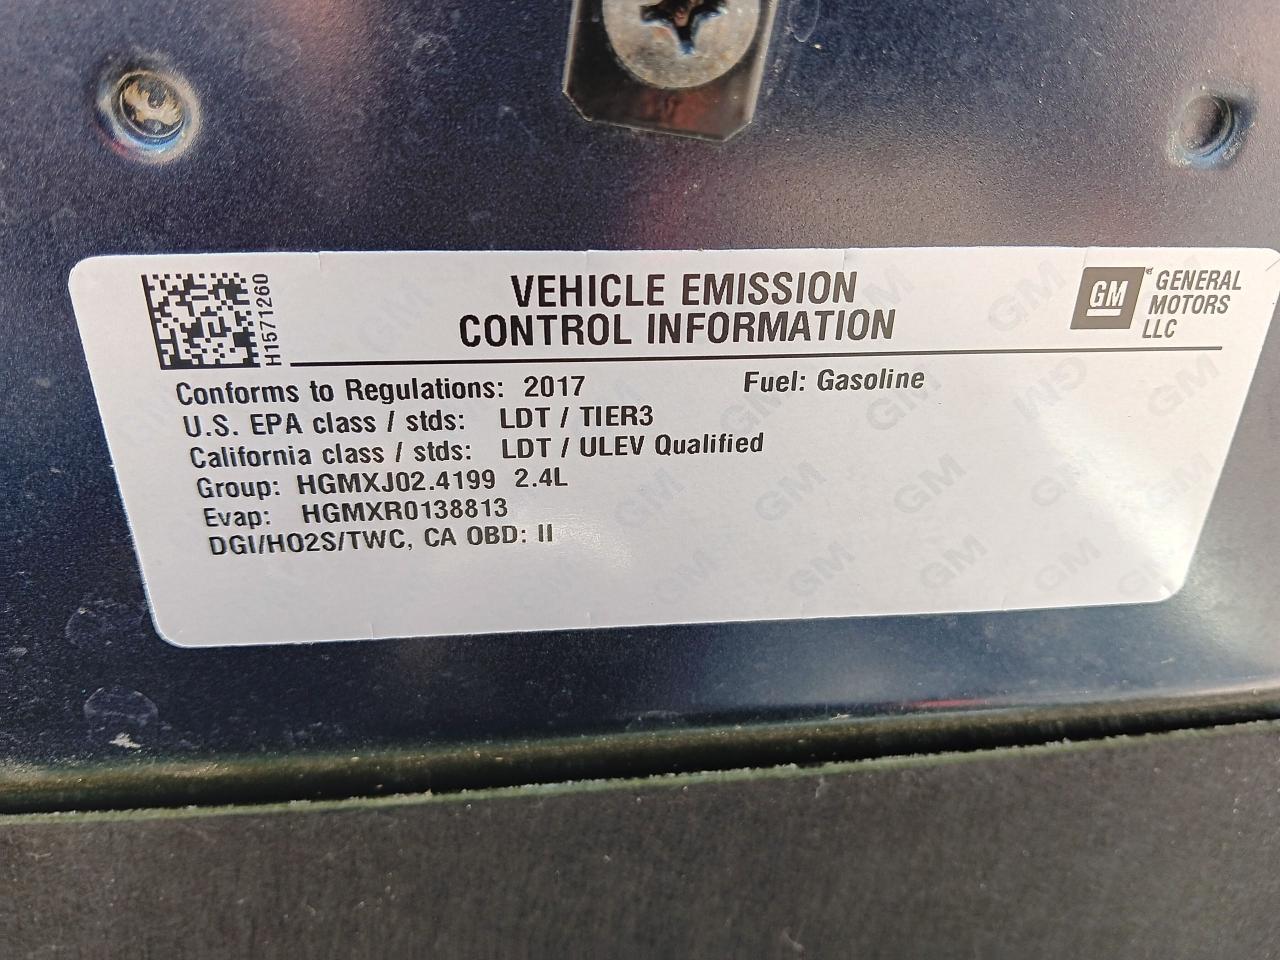 H1571260
VEHICLE EMISSION
CONTROL INFORMATION
GM
GENERAL
MOTORS
LLC
Conforms to Regulations: 2017 Fuel: Gasoline
U.S. EPA class / stds: LDT / TIER3
California class / stds: LDT / ULEV Qualified
Group: HGMXJ02.4199 2.4L
Evap: HGMXR0138813
DGI/HO2S/TWC, CA OBD: II